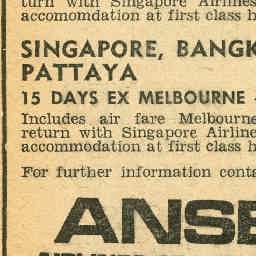 turn with Singapore Airlines
accomomdation at first class h
SINGAPORE, BANGK
PATTAYA
15 DAYS EX MELBOURNE
Includes air fare Melbourne
return with Singapore Airline
accommodation at first class h
For further information conta
ANSE